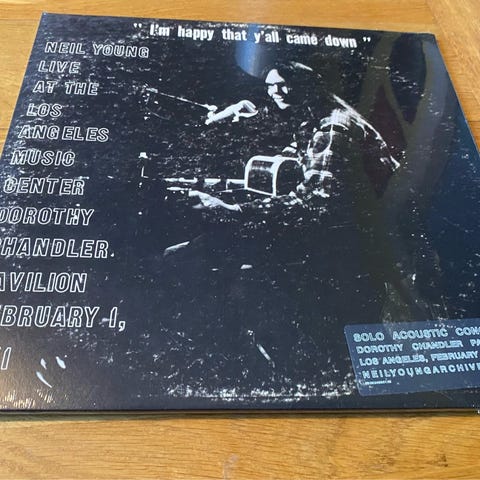 " I'm happy that y'all came down "
NEIL YOUNG
LIVE
AT THE
LOS
ANGELES
MUSIC
CENTER
DOROTHY
CHANDLER
AVILION
BRUARY 1,
SOLO ACOUSTIC CON
DOROTHY CHANDLER PA
LOS ANGELES, FEBRUARY
NEILYOUNGARCHIVE